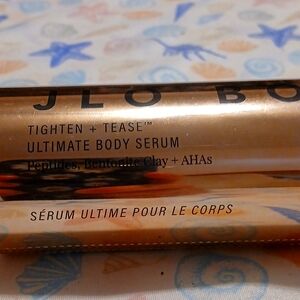 JLO BO
TIGHTEN + TEASE™
ULTIMATE BODY SERUM
Peptides, Bentonite Clay + AHAs
SÉRUM ULTIME POUR LE CORPS